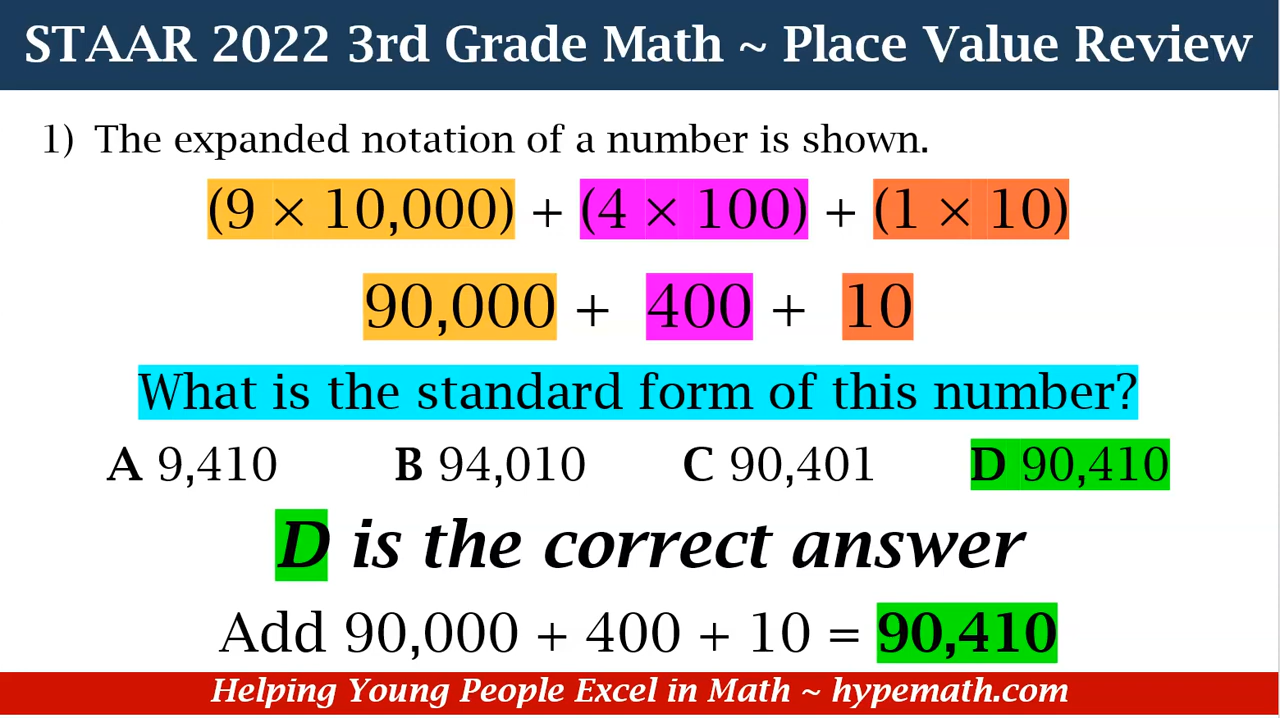 STAAR 2022 3rd Grade Math ~ Place Value Review
1) The expanded notation of a number is shown.
(9 × 10,000) + (4 × 100) + (1 × 10)
90,000 + 400 + 10
What is the standard form of this number?
A 9,410 B 94,010 C 90,401 D 90,410
D is the correct answer
Add 90,000 + 400 + 10 = 90,410
Helping Young People Excel in Math ~ hypemath.com